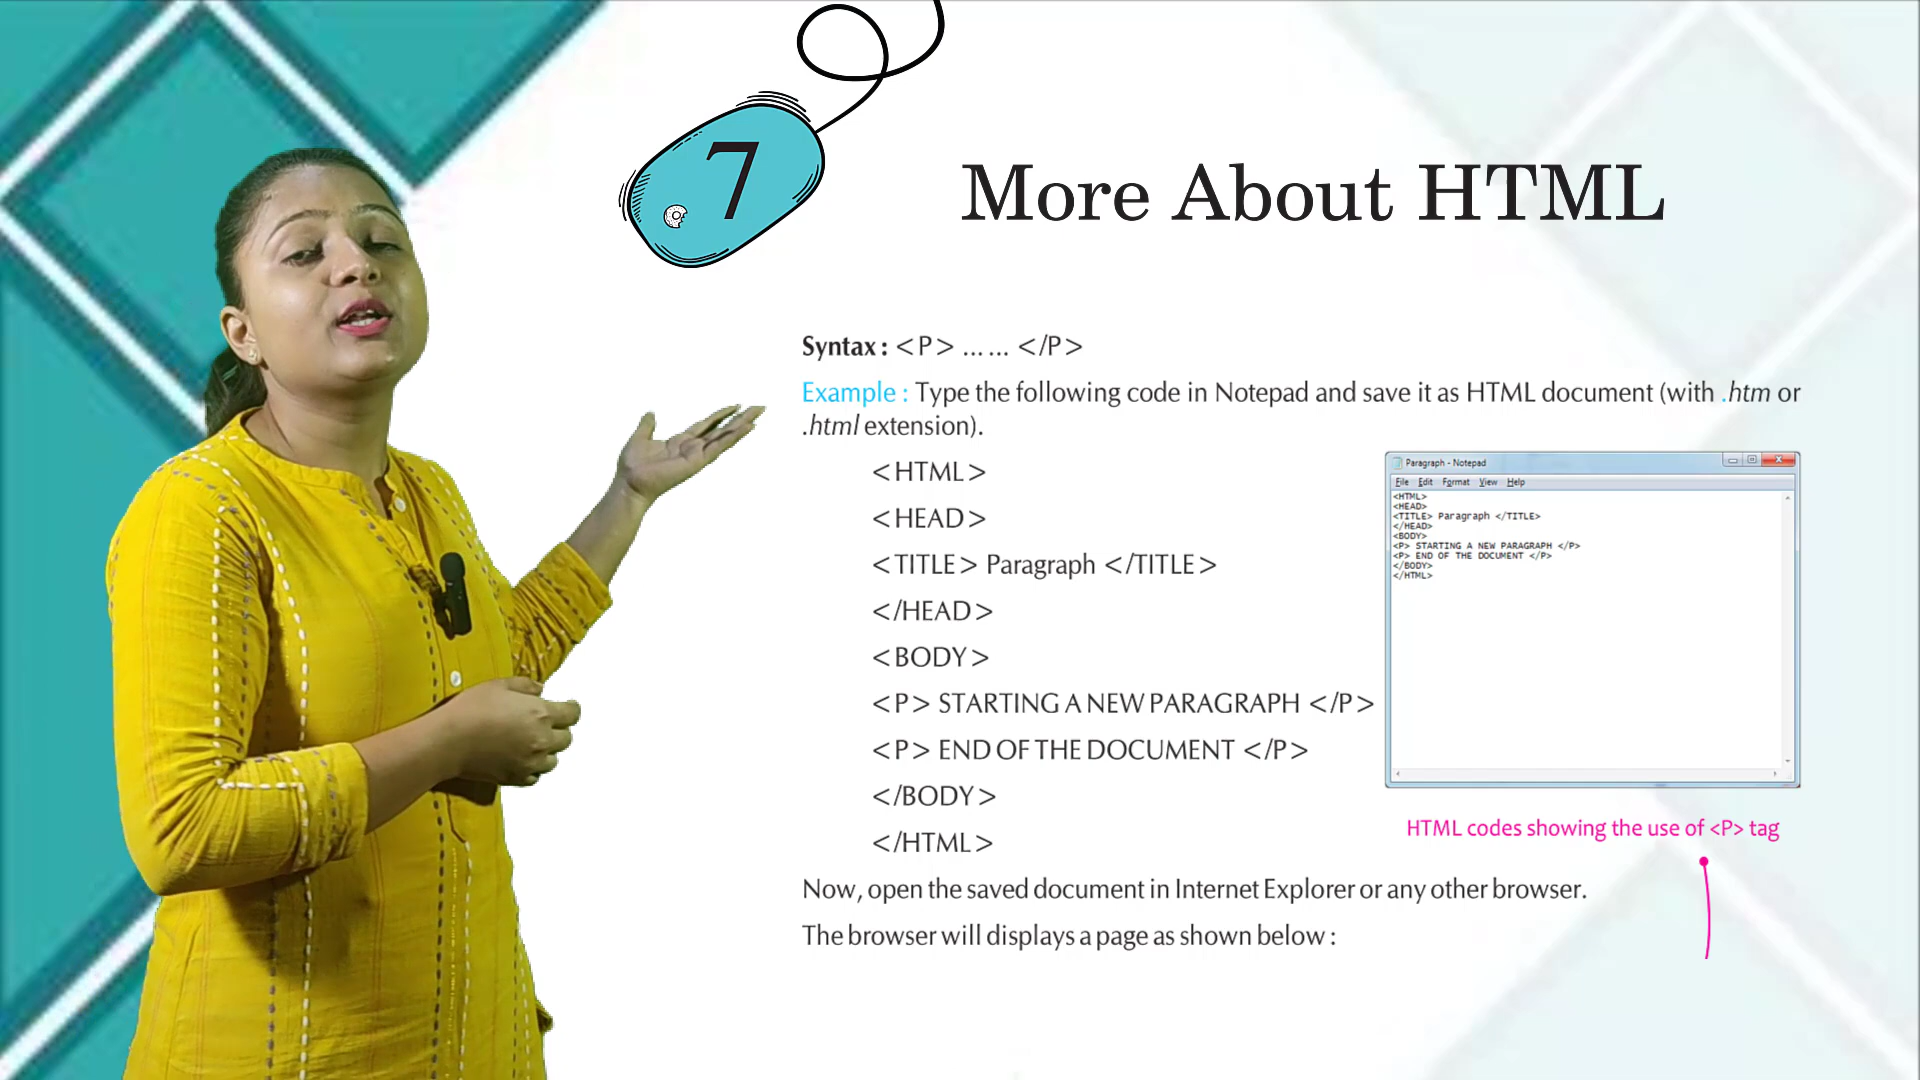 7
More About HTML
Syntax : <P> ... ... </P>
Example : Type the following code in Notepad and save it as HTML document (with .htm or
.html extension).
<HTML>
<HEAD>
<TITLE> Paragraph </TITLE>
</HEAD>
<BODY>
<P> STARTING A NEW PARAGRAPH </P>
<P> END OF THE DOCUMENT </P>
</BODY>
</HTML>
Paragraph - Notepad
File Edit Format View Help
<HTML>
<HEAD>
<TITLE> Paragraph </TITLE>
</HEAD>
<BODY>
<P> STARTING A NEW PARAGRAPH </P>
<P> END OF THE DOCUMENT </P>
</BODY>
</HTML>
HTML codes showing the use of <P> tag
Now, open the saved document in Internet Explorer or any other browser.
The browser will displays a page as shown below :